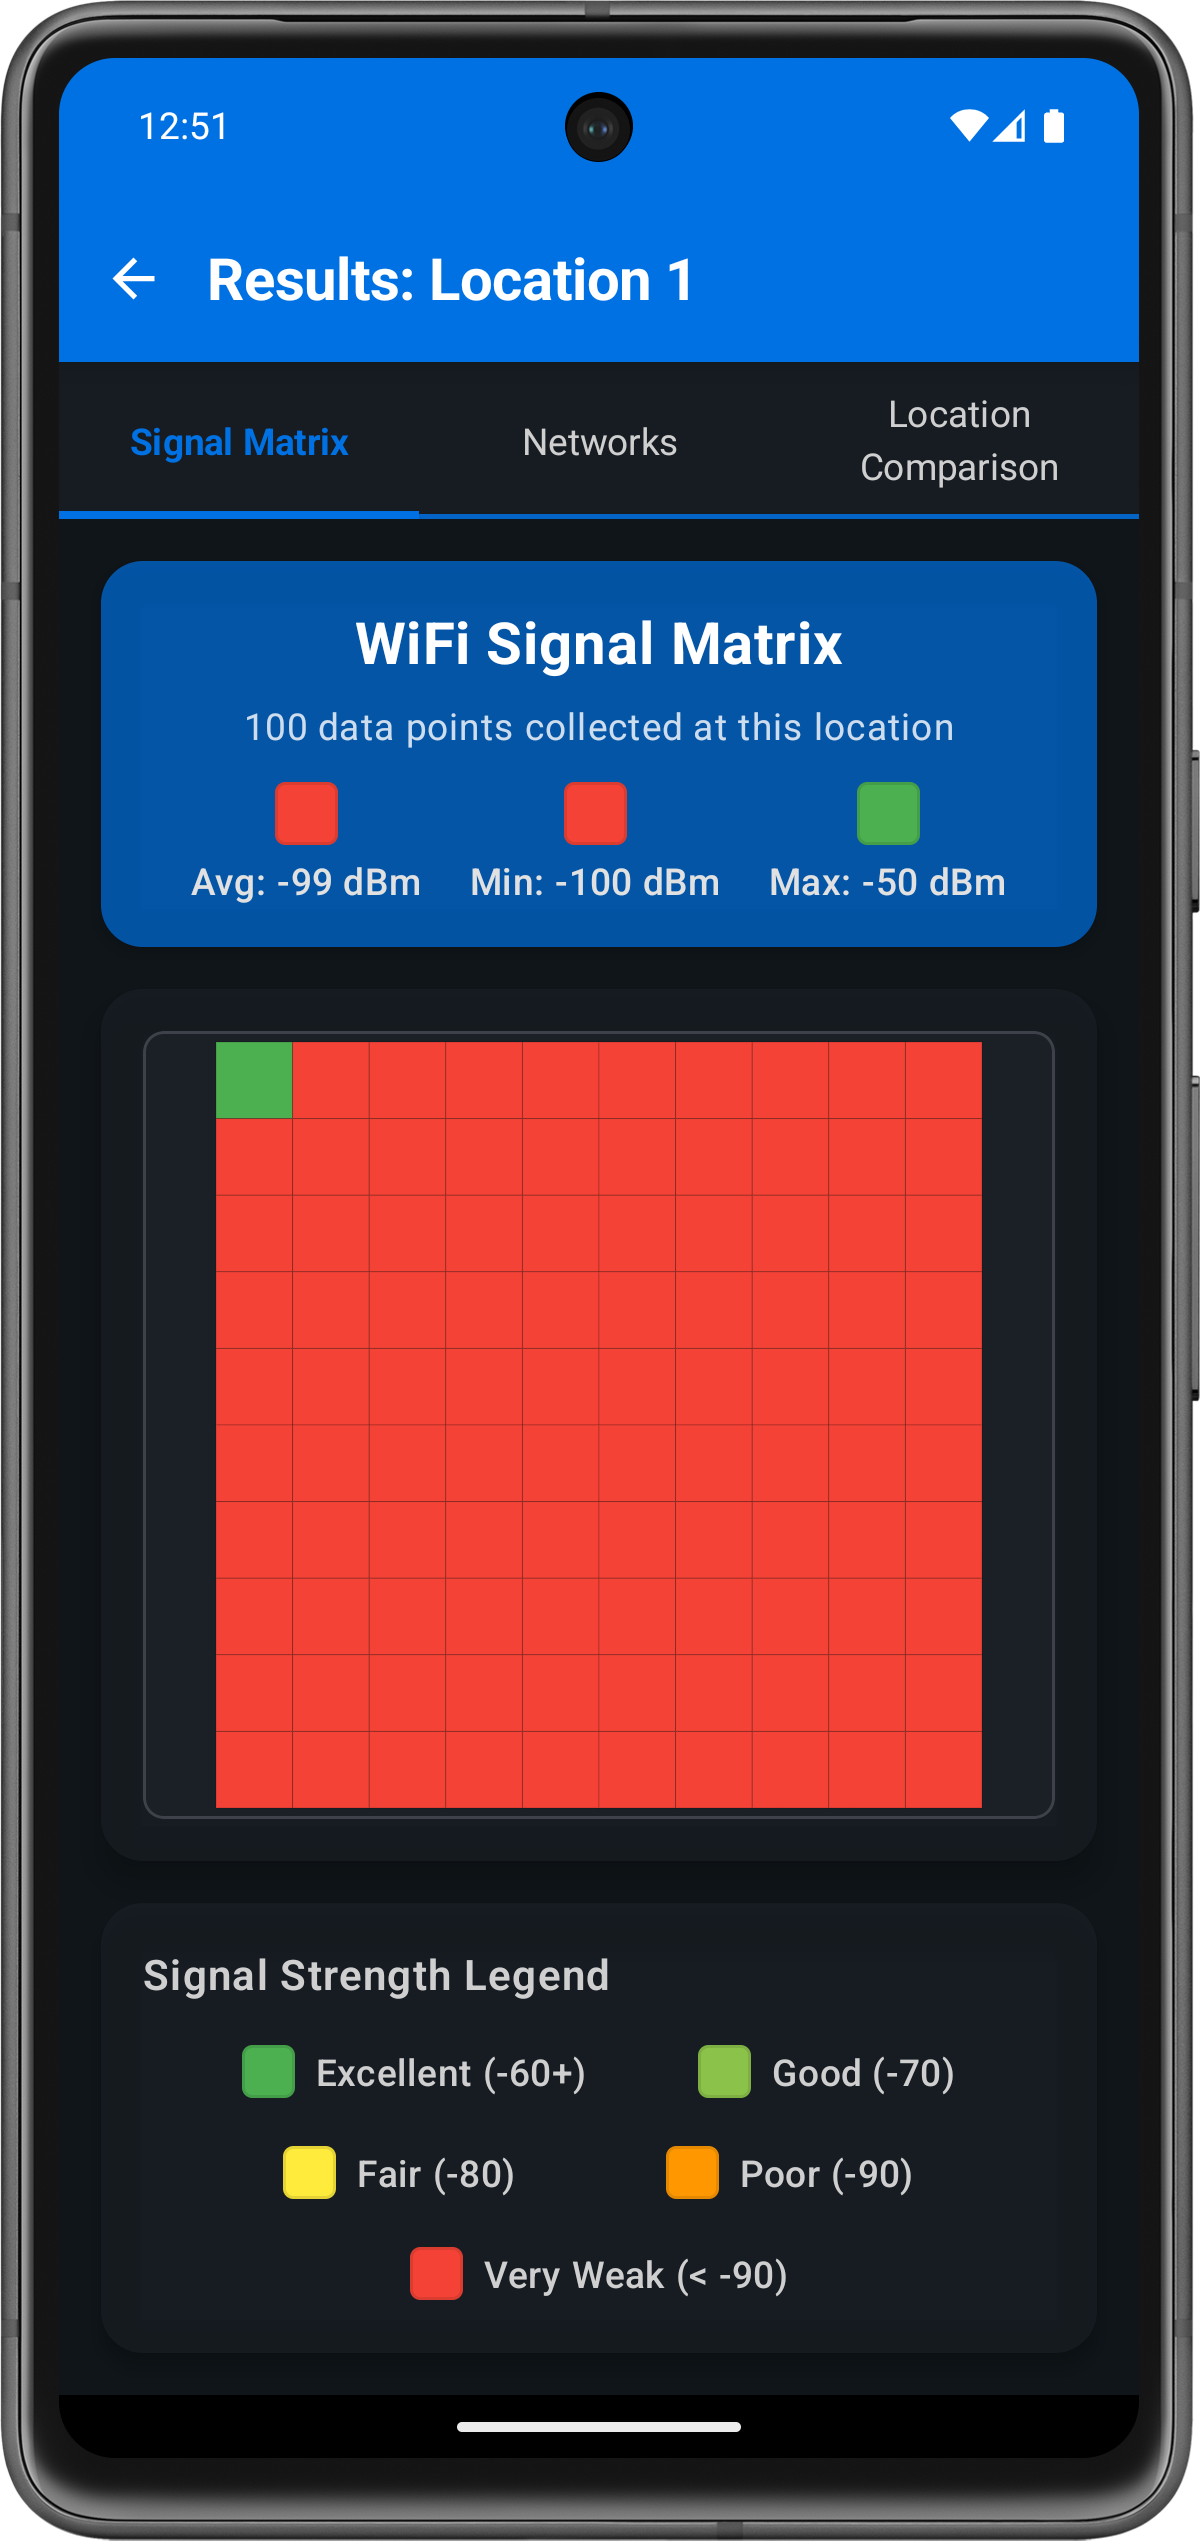 12:51
Results: Location 1
Signal Matrix
Networks
Location
Comparison
WiFi Signal Matrix
100 data points collected at this location
Avg: -99 dBm
Min: -100 dBm
Max: -50 dBm
Signal Strength Legend
Excellent (-60+)
Good (-70)
Fair (-80)
Poor (-90)
Very Weak (< -90)